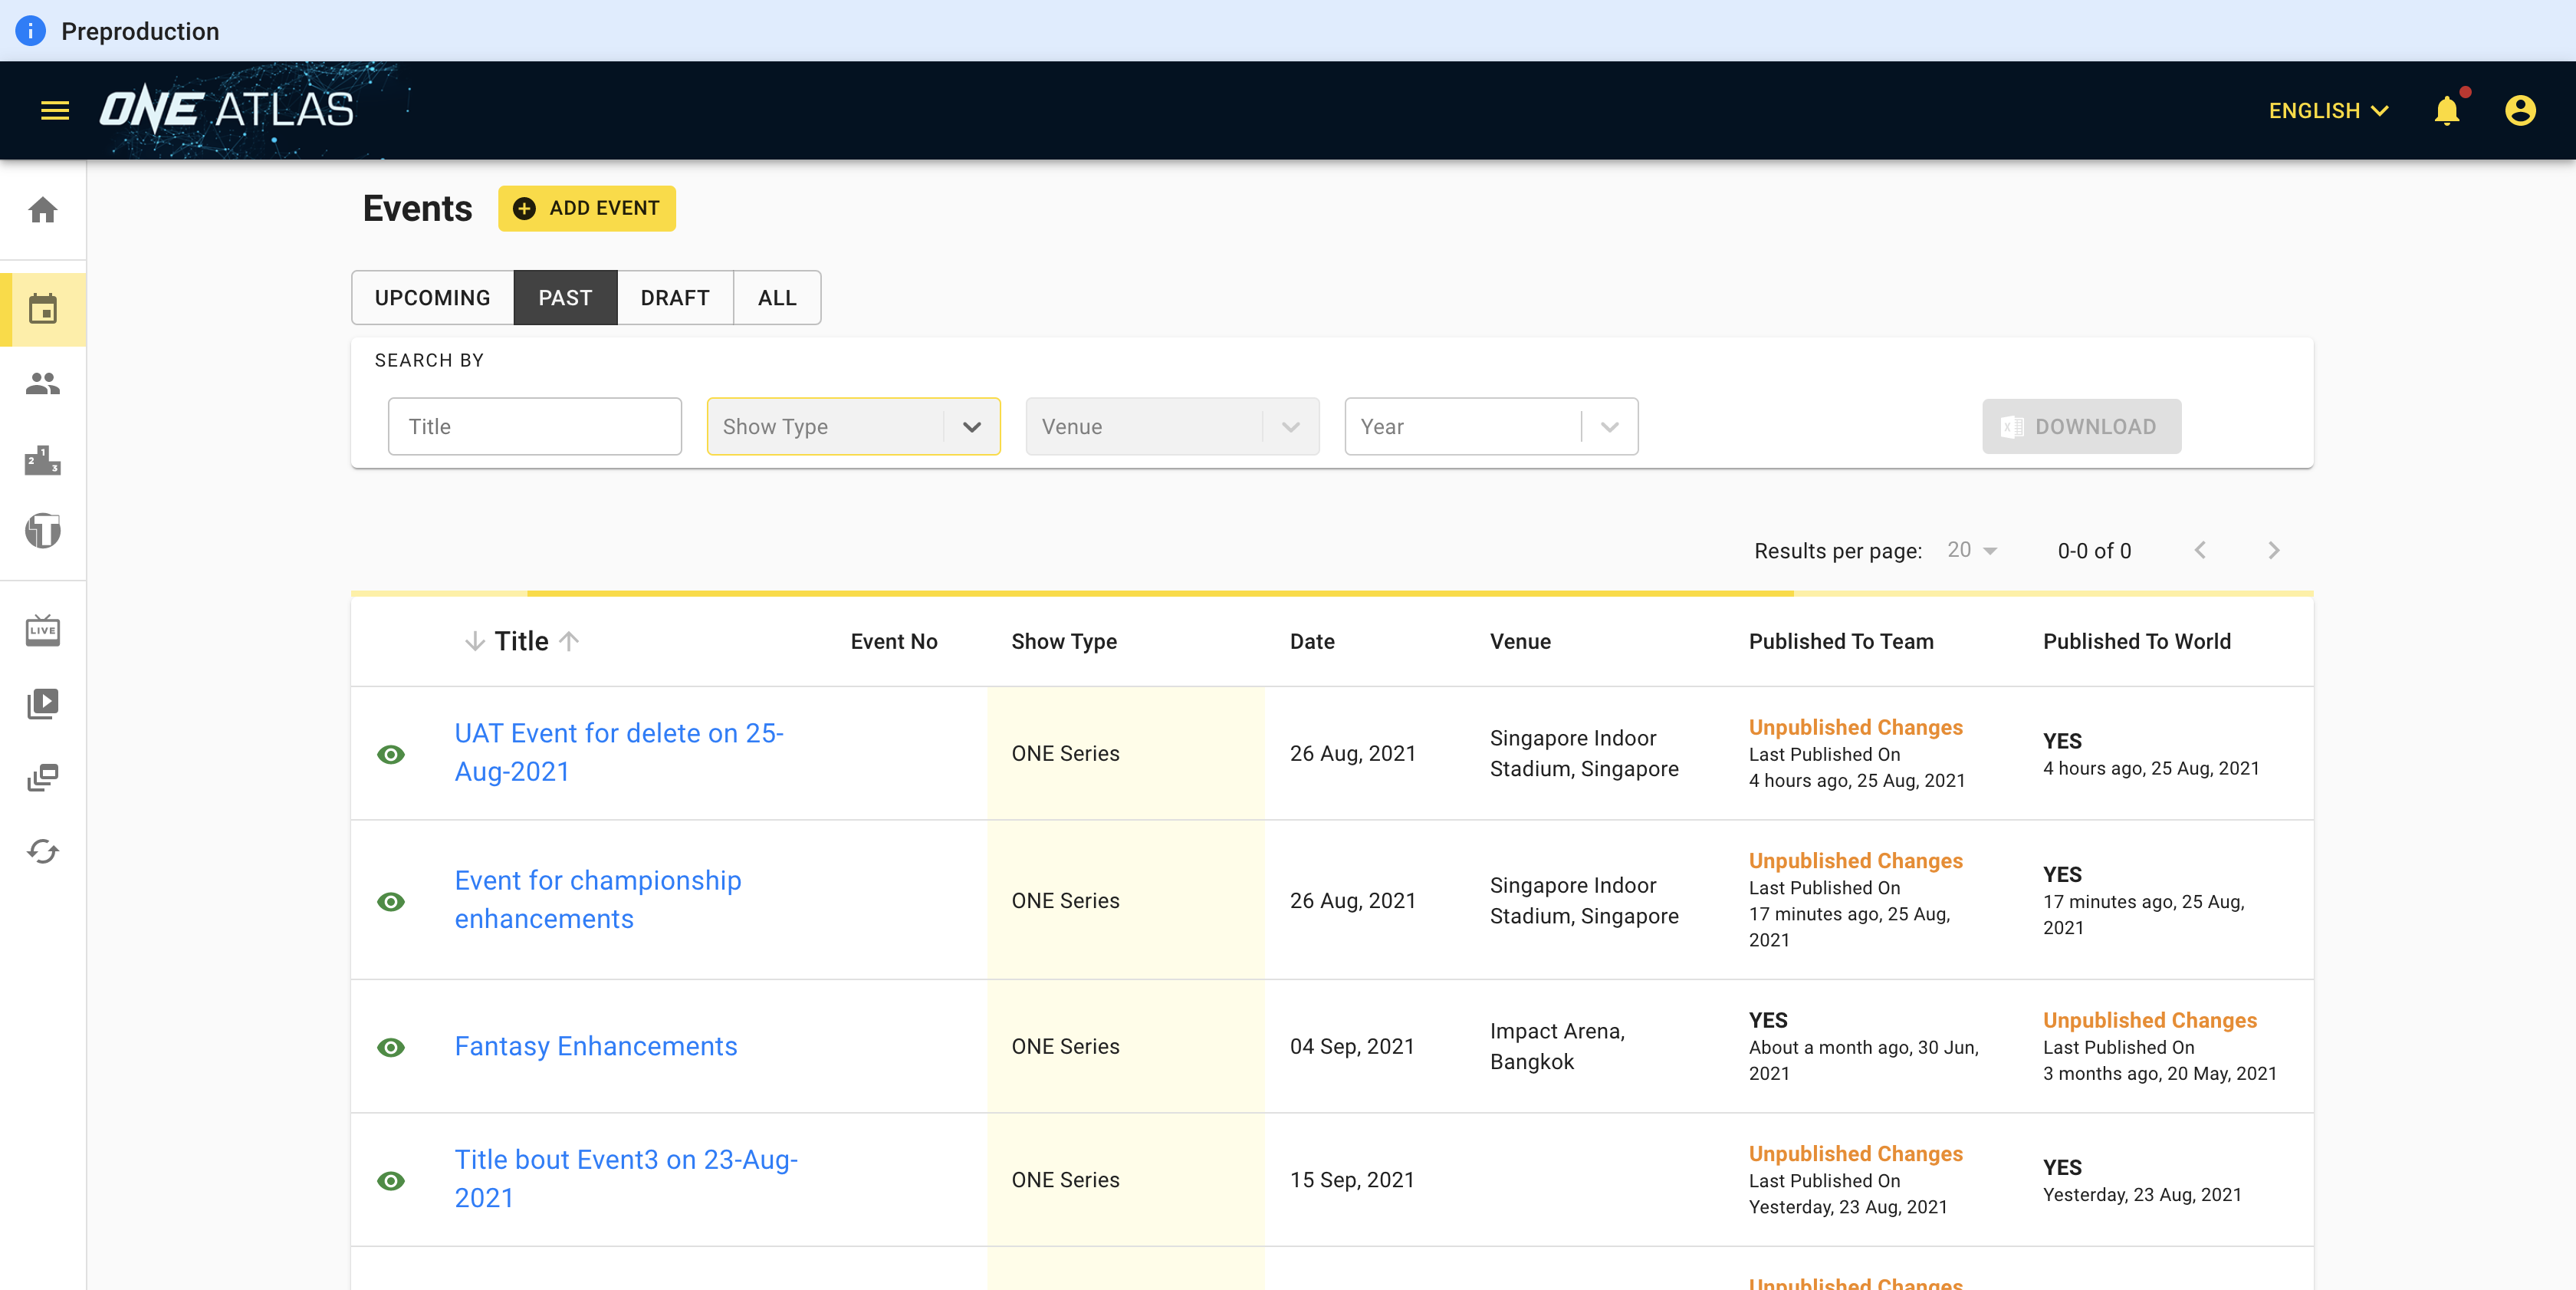 Preproduction
ONE ATLAS
ENGLISH
Events
ADD EVENT
UPCOMING PAST DRAFT ALL
SEARCH BY
Title Show Type Venue Year DOWNLOAD
Results per page: 20 0-0 of 0
Title Event No Show Type Date Venue Published To Team Published To World
UAT Event for delete on 25-
Aug-2021
ONE Series
26 Aug, 2021
Singapore Indoor
Stadium, Singapore
Unpublished Changes
Last Published On
4 hours ago, 25 Aug, 2021
YES
4 hours ago, 25 Aug, 2021
Event for championship
enhancements
ONE Series
26 Aug, 2021
Singapore Indoor
Stadium, Singapore
Unpublished Changes
Last Published On
17 minutes ago, 25 Aug,
2021
YES
17 minutes ago, 25 Aug,
2021
Fantasy Enhancements
ONE Series
04 Sep, 2021
Impact Arena,
Bangkok
YES
About a month ago, 30 Jun,
2021
Unpublished Changes
Last Published On
3 months ago, 20 May, 2021
Title bout Event3 on 23-Aug-
2021
ONE Series
15 Sep, 2021
Unpublished Changes
Last Published On
Yesterday, 23 Aug, 2021
YES
Yesterday, 23 Aug, 2021
Unpublished Changes
2 1 3
LIVE